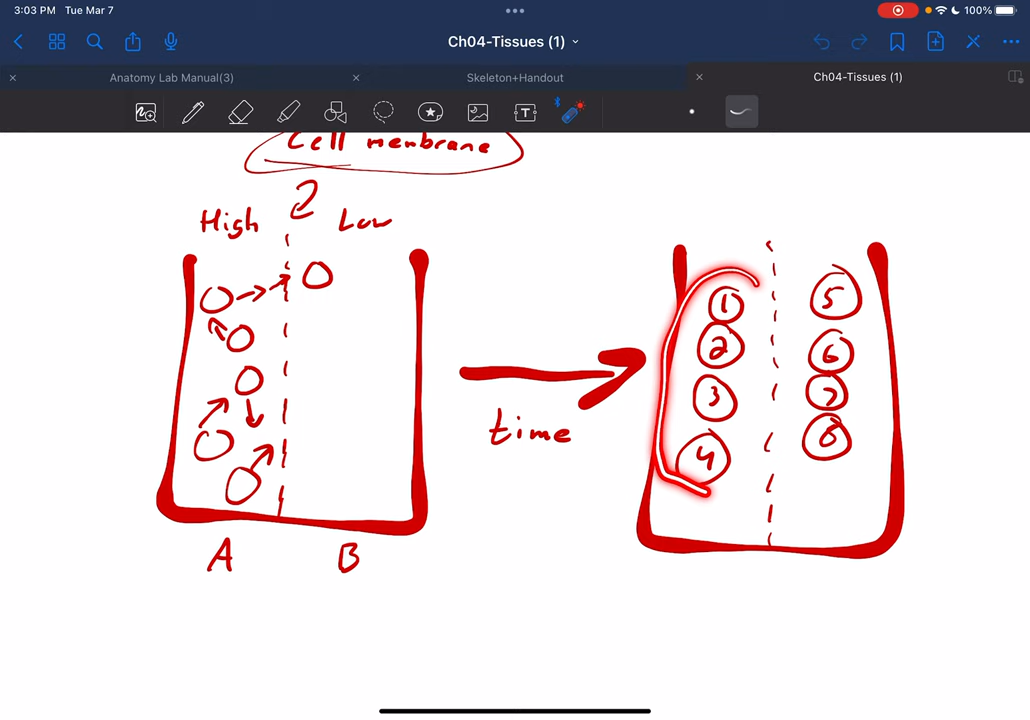 3:03 PM Tue Mar 7
100%
Ch04-Tissues (1)
Anatomy Lab Manual(3)
Skeleton+Handout
Ch04-Tissues (1)
T
Cell membrane
High Low
1 5
2 6
3 7
4 8
time
A B